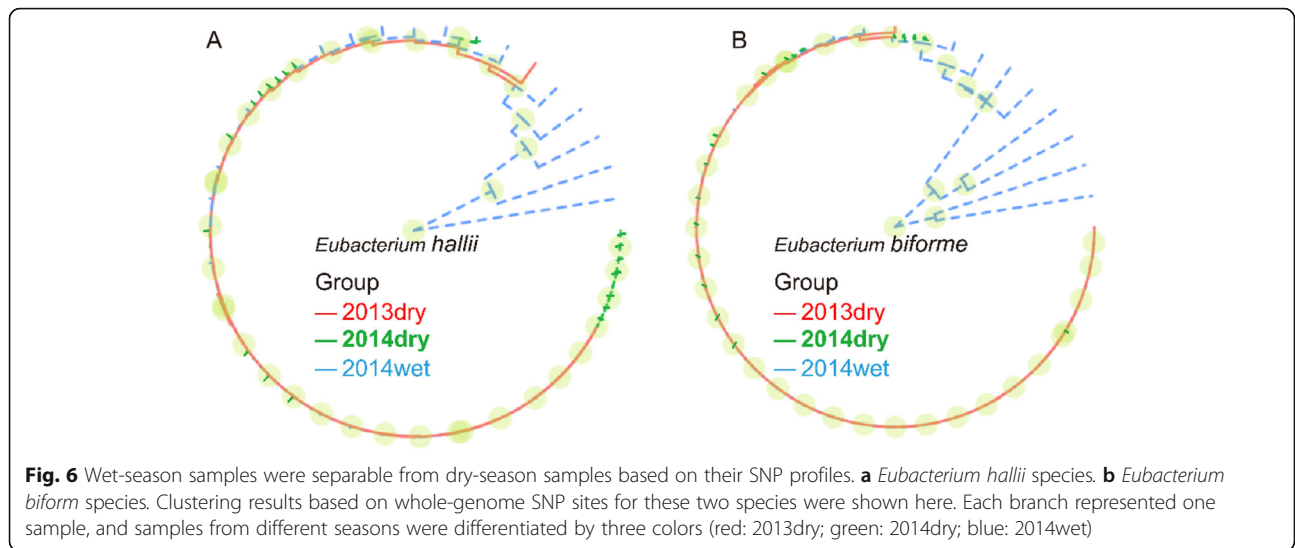 A
B
Eubacterium hallii
Group
2013dry
2014dry
2014wet
Eubacterium biforme
Group
2013dry
2014dry
2014wet
Fig. 6 Wet-season samples were separable from dry-season samples based on their SNP profiles. a Eubacterium hallii species. b Eubacterium
biform species. Clustering results based on whole-genome SNP sites for these two species were shown here. Each branch represented one
sample, and samples from different seasons were differentiated by three colors (red: 2013dry; green: 2014dry; blue: 2014wet)